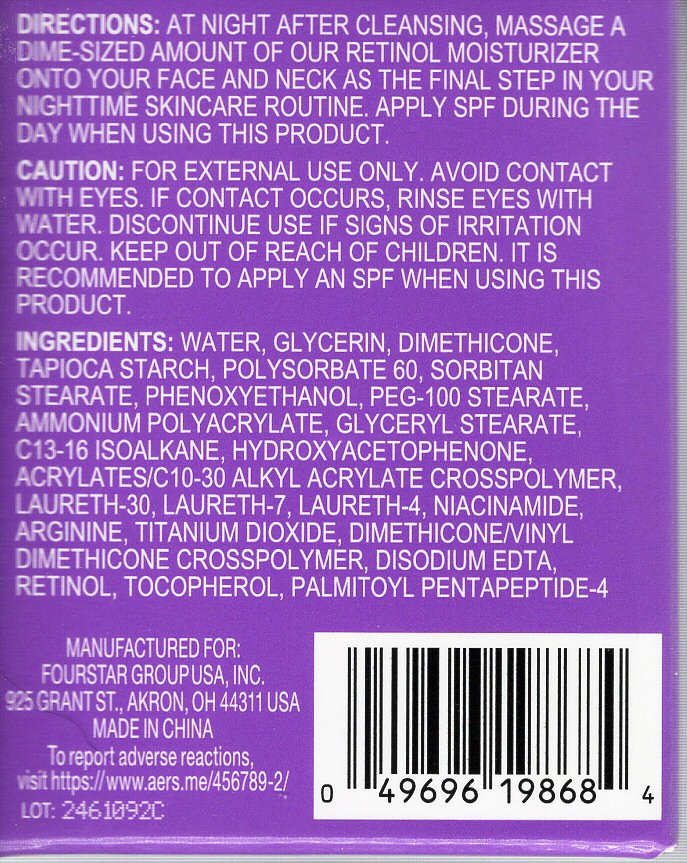 DIRECTIONS: AT NIGHT AFTER CLEANSING, MASSAGE A
DIME-SIZED AMOUNT OF OUR RETINOL MOISTURIZER
ONTO YOUR FACE AND NECK AS THE FINAL STEP IN YOUR
NIGHTTIME SKINCARE ROUTINE. APPLY SPF DURING THE
DAY WHEN USING THIS PRODUCT.
CAUTION: FOR EXTERNAL USE ONLY. AVOID CONTACT
WITH EYES. IF CONTACT OCCURS, RINSE EYES WITH
WATER. DISCONTINUE USE IF SIGNS OF IRRITATION
OCCUR. KEEP OUT OF REACH OF CHILDREN. IT IS
RECOMMENDED TO APPLY AN SPF WHEN USING THIS
PRODUCT.
INGREDIENTS: WATER, GLYCERIN, DIMETHICONE,
TAPIOCA STARCH, POLYSORBATE 60, SORBITAN
STEARATE, PHENOXYETHANOL, PEG-100 STEARATE,
AMMONIUM POLYACRYLATE, GLYCERYL STEARATE,
C13-16 ISOALKANE, HYDROXYACETOPHENONE,
ACRYLATES/C10-30 ALKYL ACRYLATE CROSSPOLYMER,
LAURETH-30, LAURETH-7, LAURETH-4, NIACINAMIDE,
ARGININE, TITANIUM DIOXIDE, DIMETHICONE/VINYL
DIMETHICONE CROSSPOLYMER, DISODIUM EDTA,
RETINOL, TOCOPHEROL, PALMITOYL PENTAPEPTIDE-4
MANUFACTURED FOR:
FOURSTAR GROUP USA, INC.
925 GRANT ST., AKRON, OH 44311 USA
MADE IN CHINA
To report adverse reactions,
visit https://www.aers.me/456789-2/
LOT: 2461092C
0 49696 19868 4